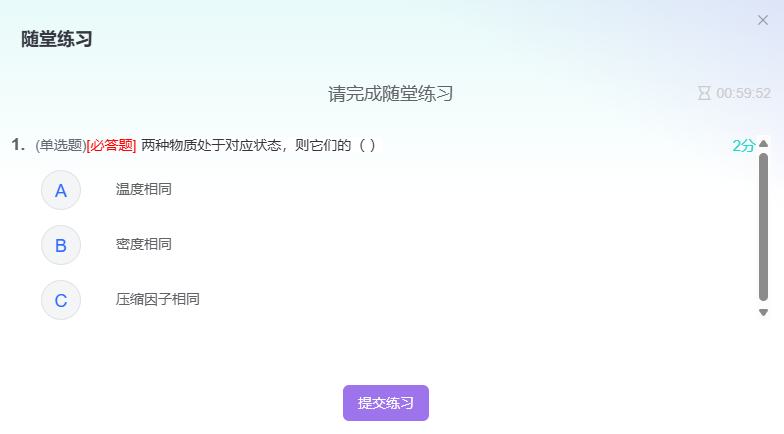 随堂练习
请完成随堂练习
00:59:52
1. (单选题)[必答题] 两种物质处于对应状态，则它们的（ ）
2分
A 温度相同
B 密度相同
C 压缩因子相同
提交练习